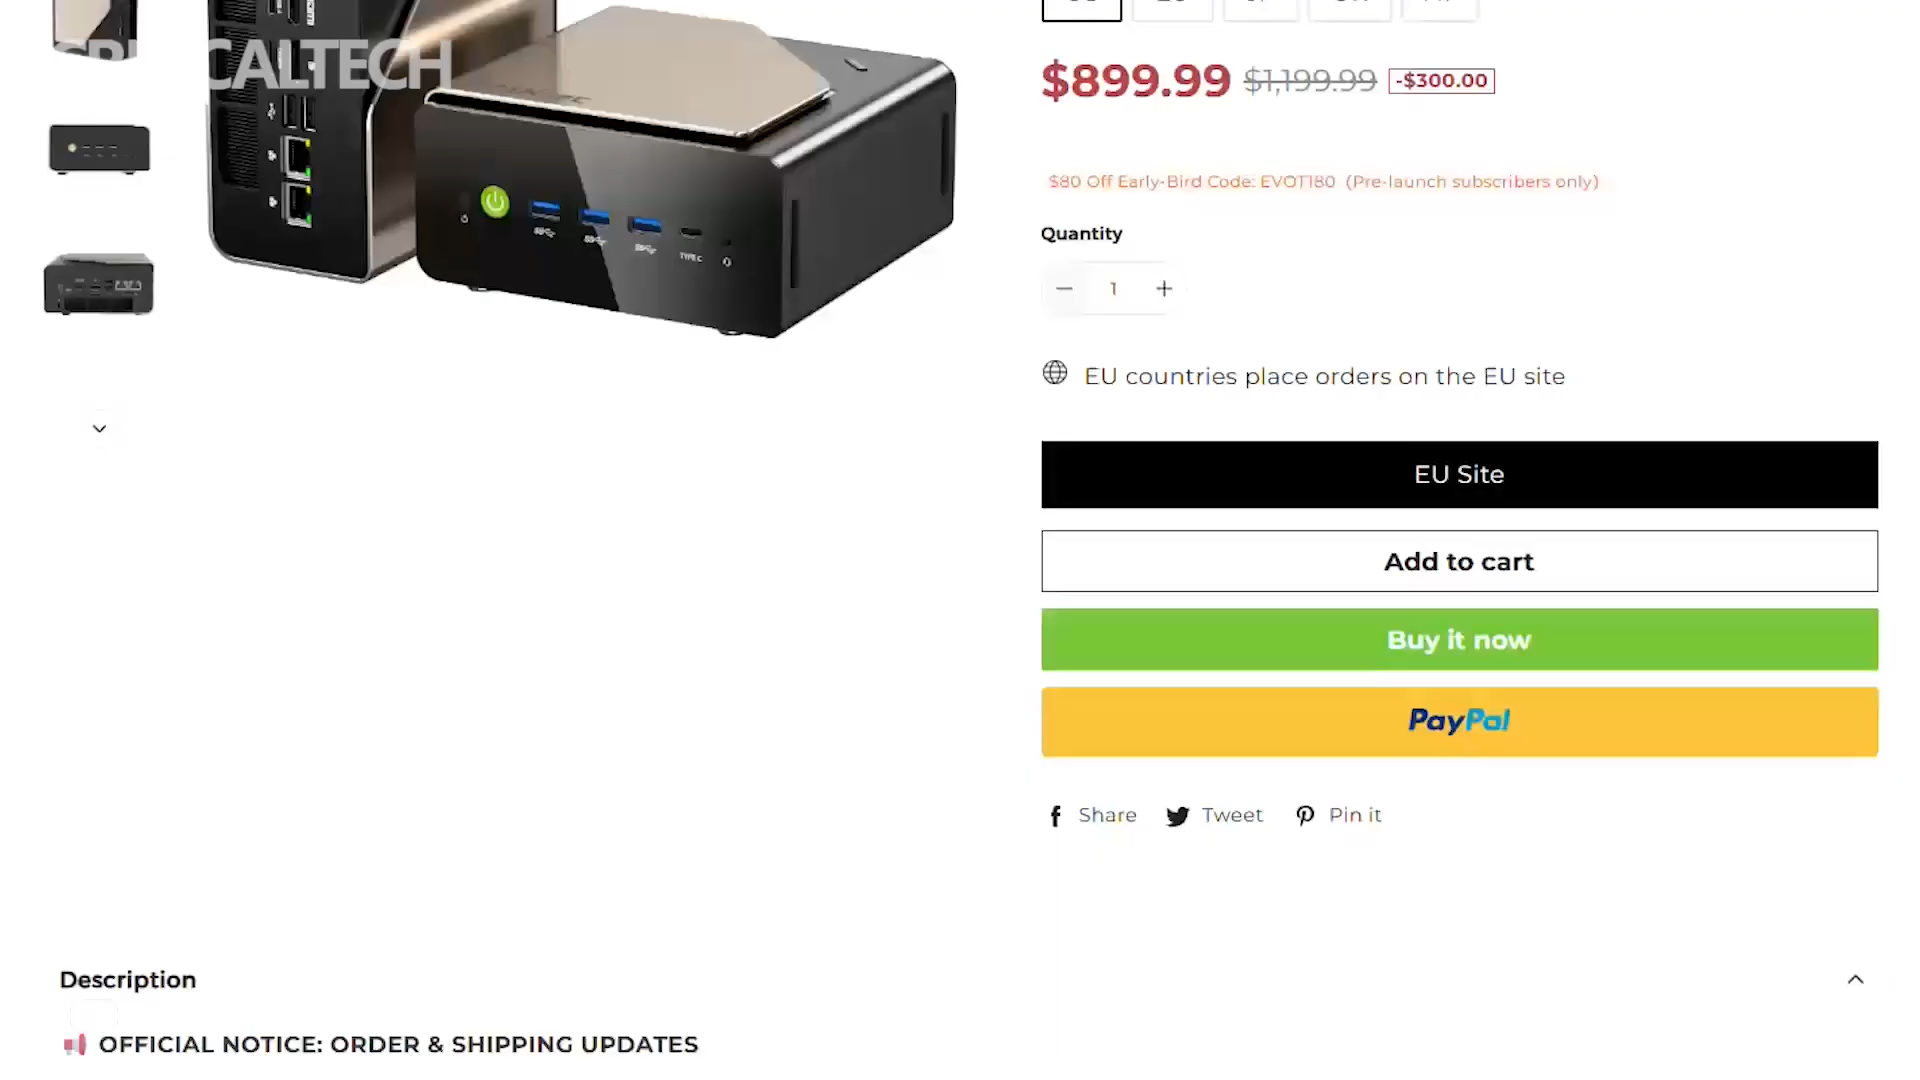 $899.99 $1,199.99 -$300.00
$80 Off Early-Bird Code: EVOT180 (Pre-launch subscribers only)
Quantity
1
EU countries place orders on the EU site
EU Site
Add to cart
Buy it now
PayPal
Share Tweet Pin it
TYPE C
Description
OFFICIAL NOTICE: ORDER & SHIPPING UPDATES